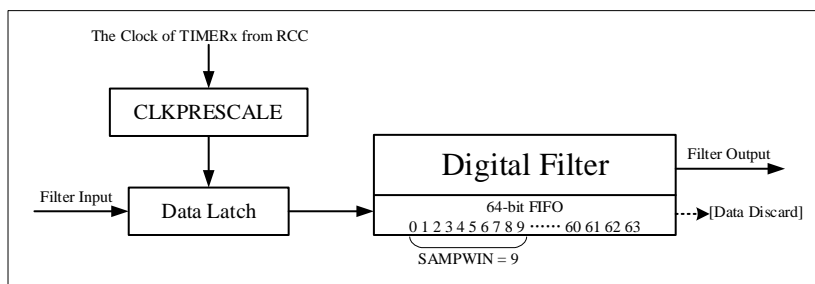 The Clock of TIMERx from RCC
CLKPRESCALE
Digital Filter
Filter Output
Filter Input
Data Latch
64-bit FIFO
[Data Discard]
0 1 2 3 4 5 6 7 8 9 ······ 60 61 62 63
SAMPWIN = 9